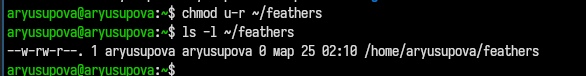 aryusupova@aryusupova:~$ chmod u-r ~/feathers
aryusupova@aryusupova:~$ ls -l ~/feathers
--w-rw-r--. 1 aryusupova aryusupova 0 мар 25 02:10 /home/aryusupova/feathers
aryusupova@aryusupova:~$